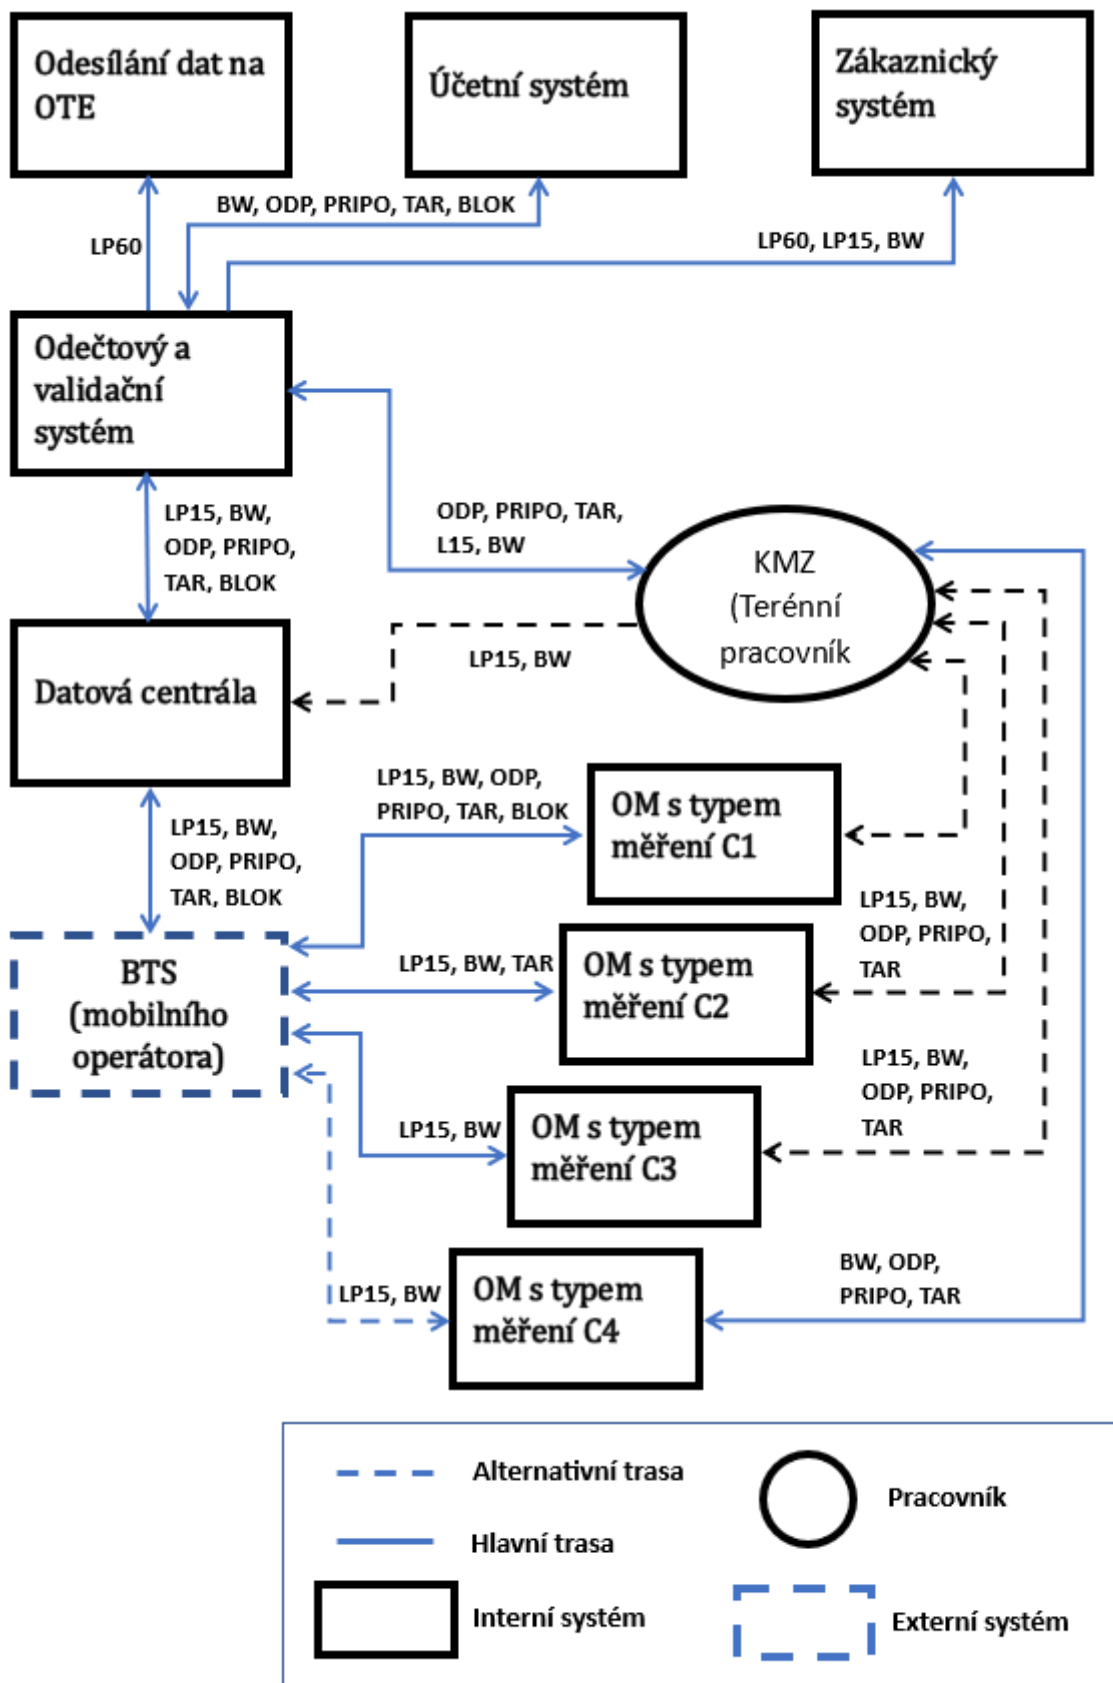 Odesílání dat na
OTE
Účetní systém
Zákaznický
systém
BW, ODP, PRIPO, TAR, BLOK
LP60
LP60, LP15, BW
Odečtový a
validační
systém
LP15, BW,
ODP, PRIPO,
TAR, BLOK
ODP, PRIPO, TAR,
L15, BW
KMZ
(Terénní
pracovník
LP15, BW
Datová centrála
LP15, BW,
ODP, PRIPO,
TAR, BLOK
LP15, BW, ODP,
PRIPO, TAR, BLOK
OM s typem
měření C1
LP15, BW,
ODP, PRIPO,
TAR
BTS
(mobilního
operátora)
LP15, BW, TAR
OM s typem
měření C2
LP15, BW,
ODP, PRIPO,
TAR
LP15, BW
OM s typem
měření C3
LP15, BW
OM s typem
měření C4
BW, ODP,
PRIPO, TAR
Alternativní trasa
Pracovník
Hlavní trasa
Interní systém
Externí systém